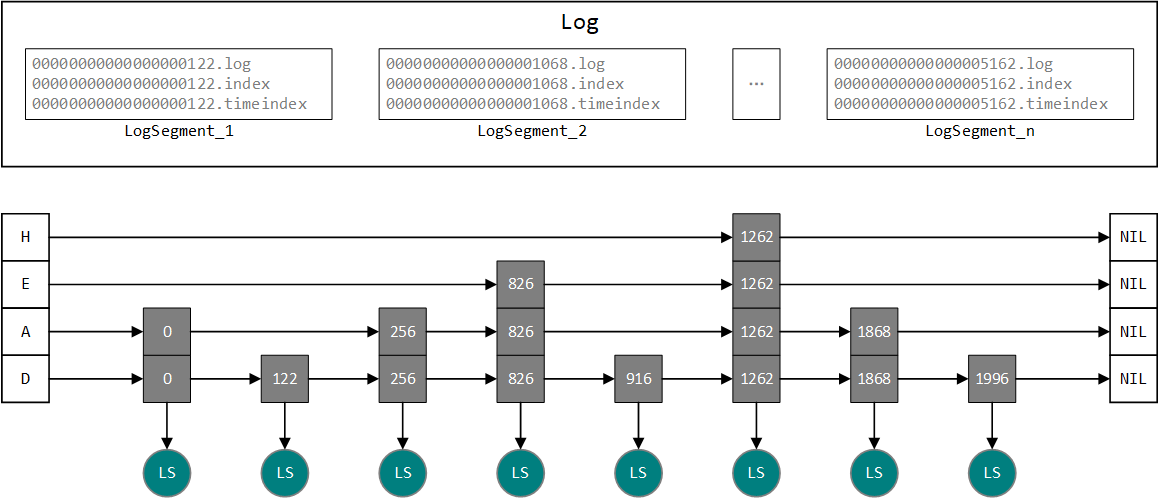 Log
00000000000000000122.log
00000000000000000122.index
00000000000000000122.timeindex
LogSegment_1
00000000000000001068.log
00000000000000001068.index
00000000000000001068.timeindex
LogSegment_2
...
00000000000000005162.log
00000000000000005162.index
00000000000000005162.timeindex
LogSegment_n
H 1262 NIL
E 826 1262 NIL
A 0 256 826 1262 1868 NIL
D 0 122 256 826 916 1262 1868 1996 NIL
LS LS LS LS LS LS LS LS